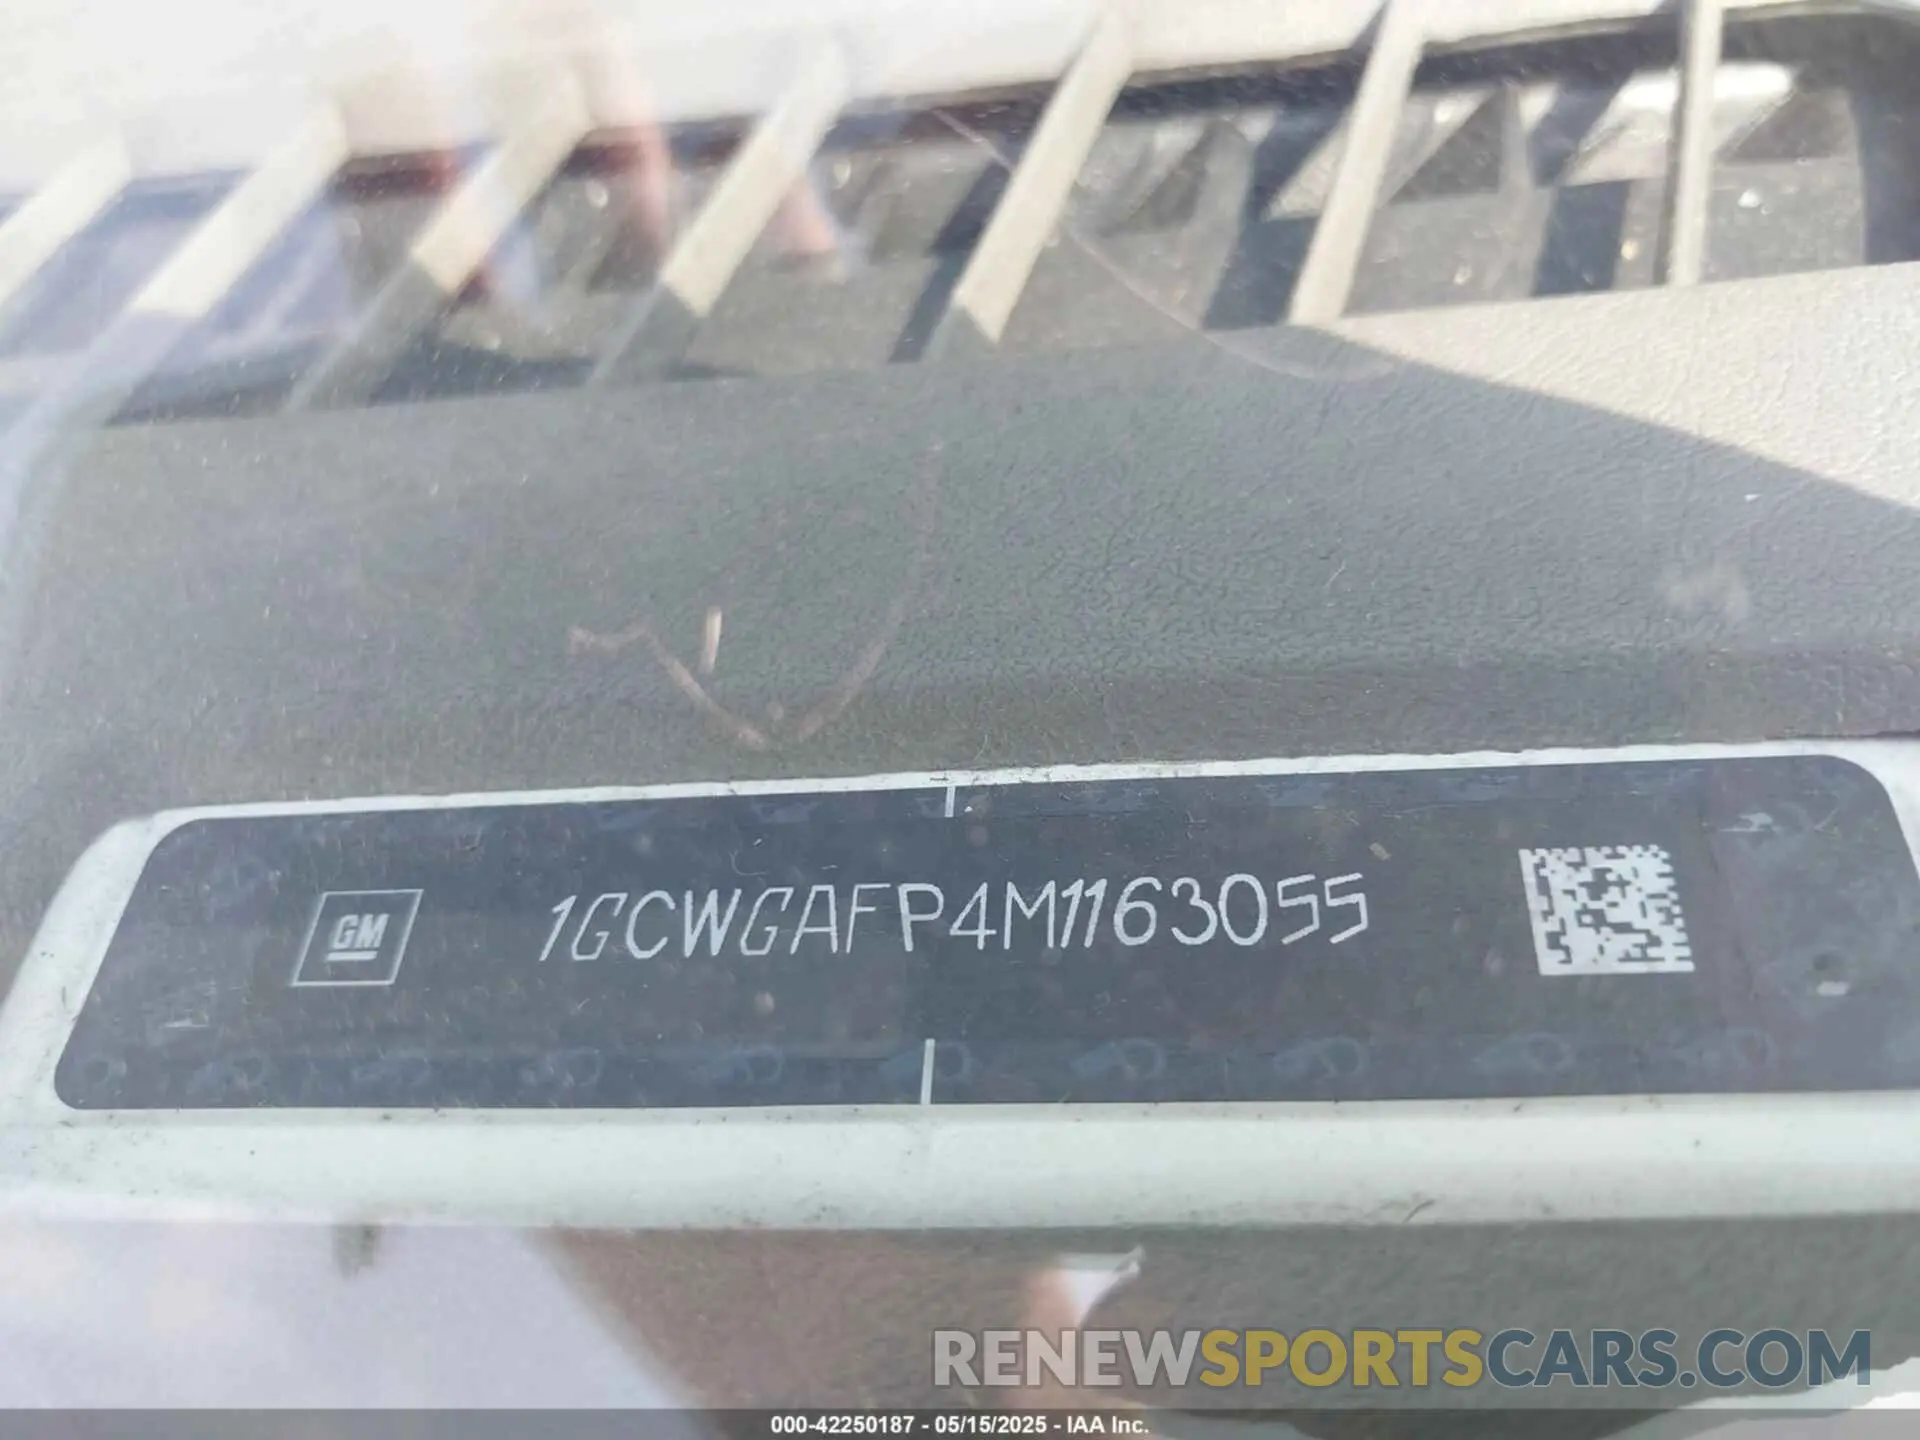 GM 1GCWGAFP4M1163055
RENEWSPORTSCARS.COM
000-42250187 - 05/15/2025 - IAA Inc.